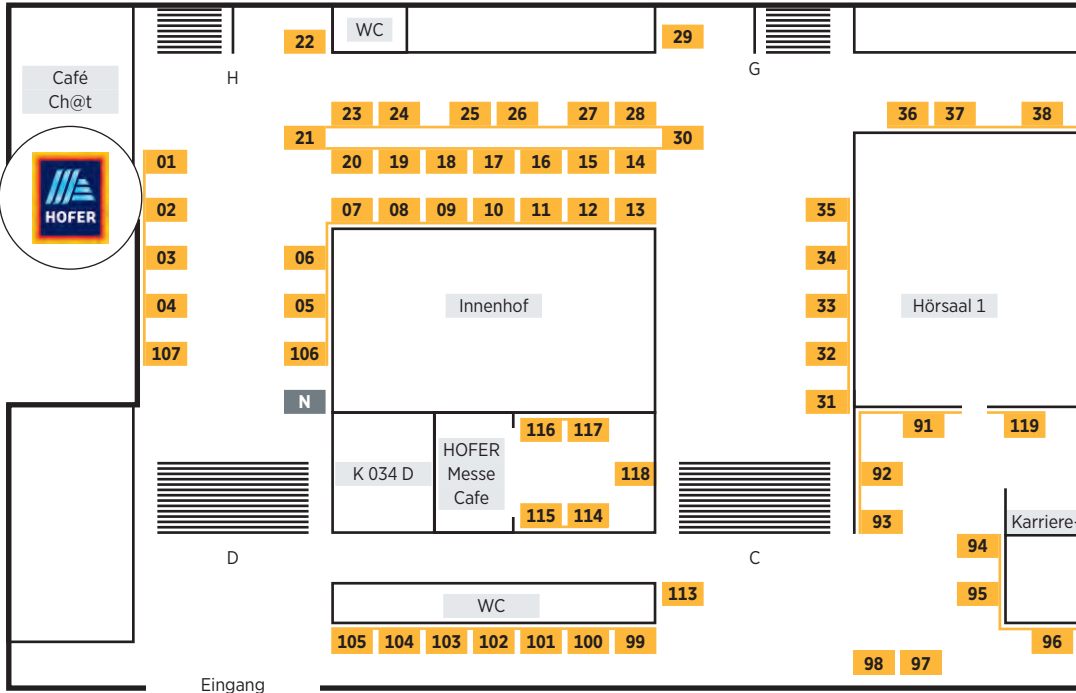 WC
22
29
H
G
Café
Ch@t
23 24 25 26 27 28
36 37 38
21
30
01
20 19 18 17 16 15 14
HOFER
02
07 08 09 10 11 12 13
35
03
06
34
04
05
Innenhof
33
Hörsaal 1
107
106
32
N
31
116 117
91
119
K 034 D
HOFER
Messe
Cafe
118
92
115 114
93
Karriere-
94
D
C
95
113
WC
105 104 103 102 101 100 99
96
98 97
Eingang